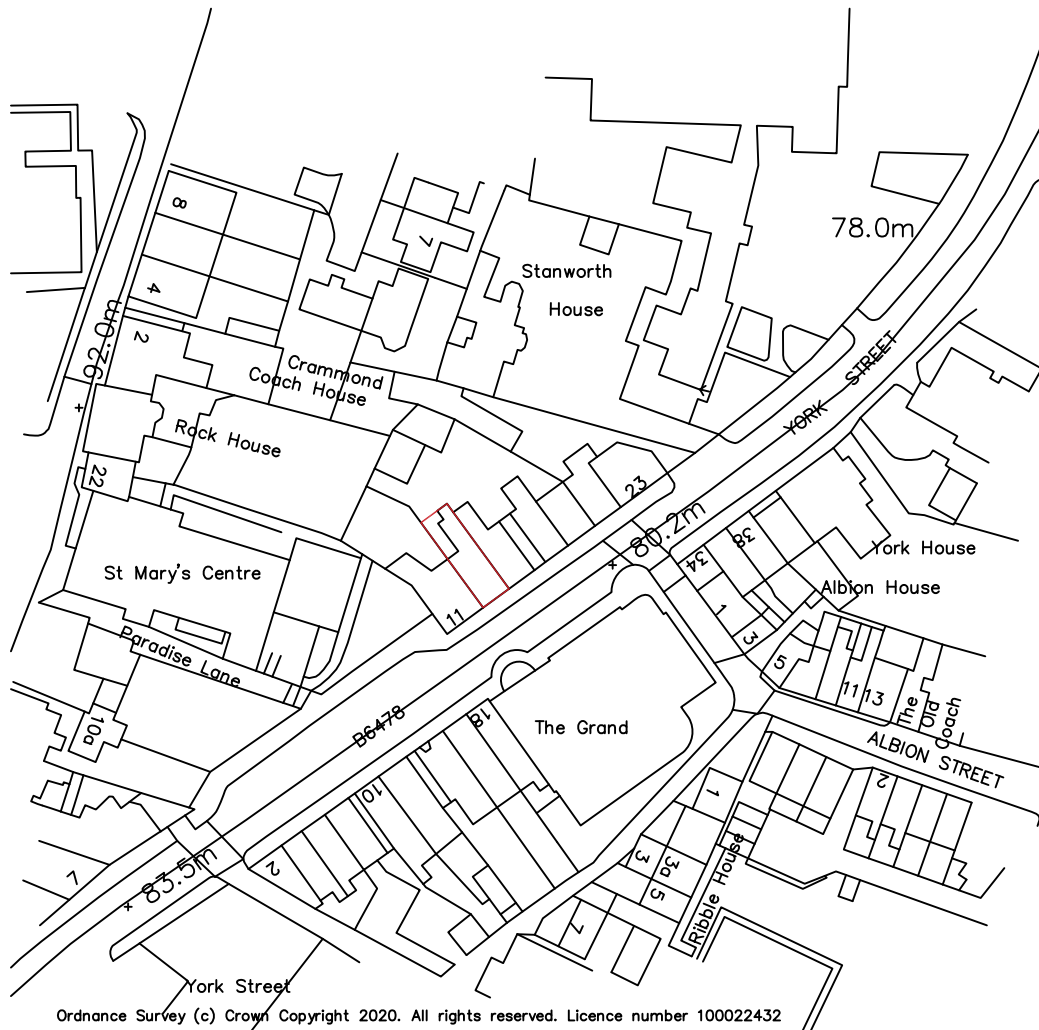 78.0m
8
7
Stanworth
House
4
62.0m
2
YORK STREET
Crammond
Coach House
Rock House
22
23
80.2m
38
34
York House
St Mary's Centre
Albion House
11
1
3
Paradise Lane
5
11
13
The
Old
Coach
10a
B6478
18
The Grand
ALBION STREET
2
10
1
7
83.5m
2
3
3a
5
Ribble House
7
York Street
Ordnance Survey (c) Crown Copyright 2020. All rights reserved. Licence number 100022432